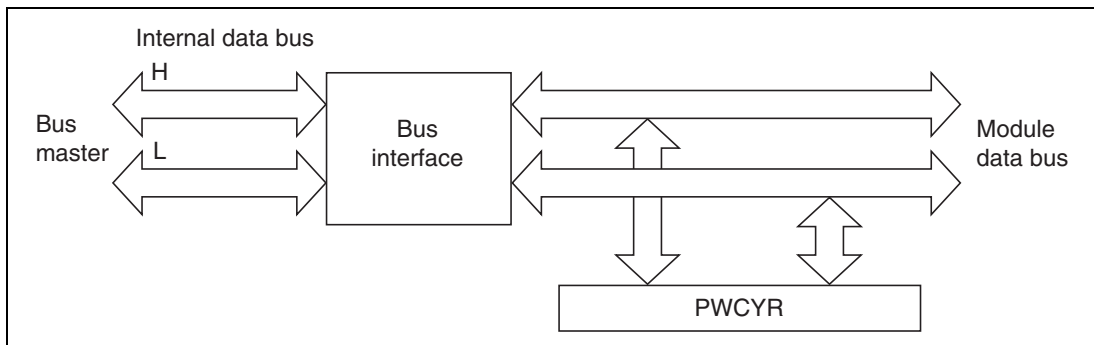 Internal data bus
H
Bus
master
L
Bus
interface
Module
data bus
PWCYR